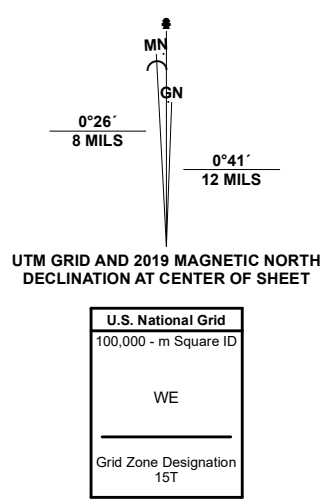 MN
GN
0°26´
8 MILS
0°41´
12 MILS
UTM GRID AND 2019 MAGNETIC NORTH
DECLINATION AT CENTER OF SHEET
U.S. National Grid
100,000 - m Square ID
WE
Grid Zone Designation
15T